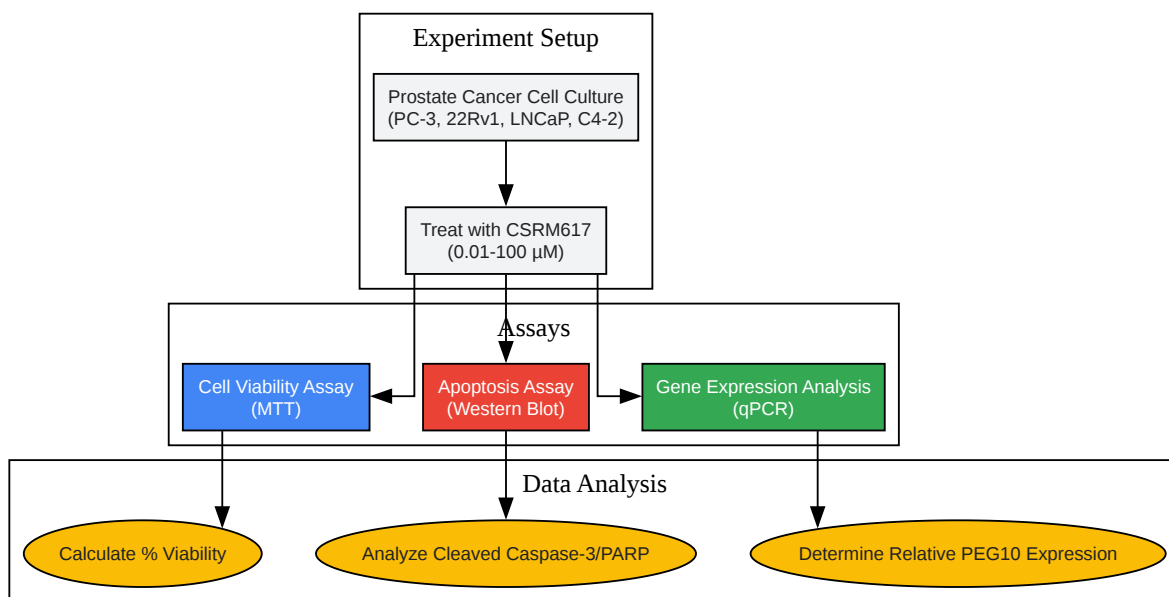 Experiment Setup
Prostate Cancer Cell Culture
(PC-3, 22Rv1, LNCaP, C4-2)
Treat with CSRM617
(0.01-100 µM)
Assays
Cell Viability Assay
(MTT)
Apoptosis Assay
(Western Blot)
Gene Expression Analysis
(qPCR)
Data Analysis
Calculate % Viability
Analyze Cleaved Caspase-3/PARP
Determine Relative PEG10 Expression